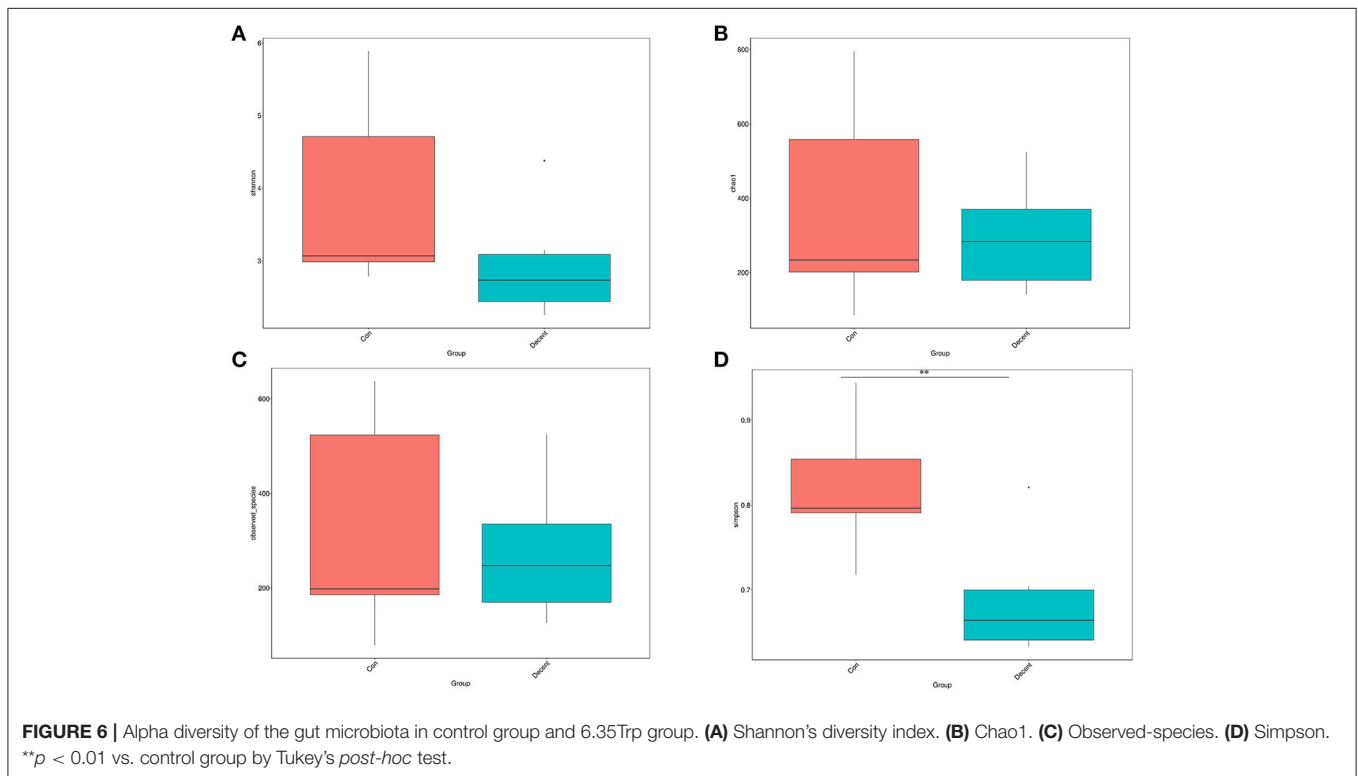 A
6
5
4
3
shannon
Con
Decent
Group
B
800
600
400
200
chao1
Con
Decent
Group
C
600
400
200
observed_species
Con
Decent
Group
D
**
0.9
0.8
0.7
simpson
Con
Decent
Group
FIGURE 6 | Alpha diversity of the gut microbiota in control group and 6.35Trp group. (A) Shannon's diversity index. (B) Chao1. (C) Observed-species. (D) Simpson.
**p < 0.01 vs. control group by Tukey's post-hoc test.